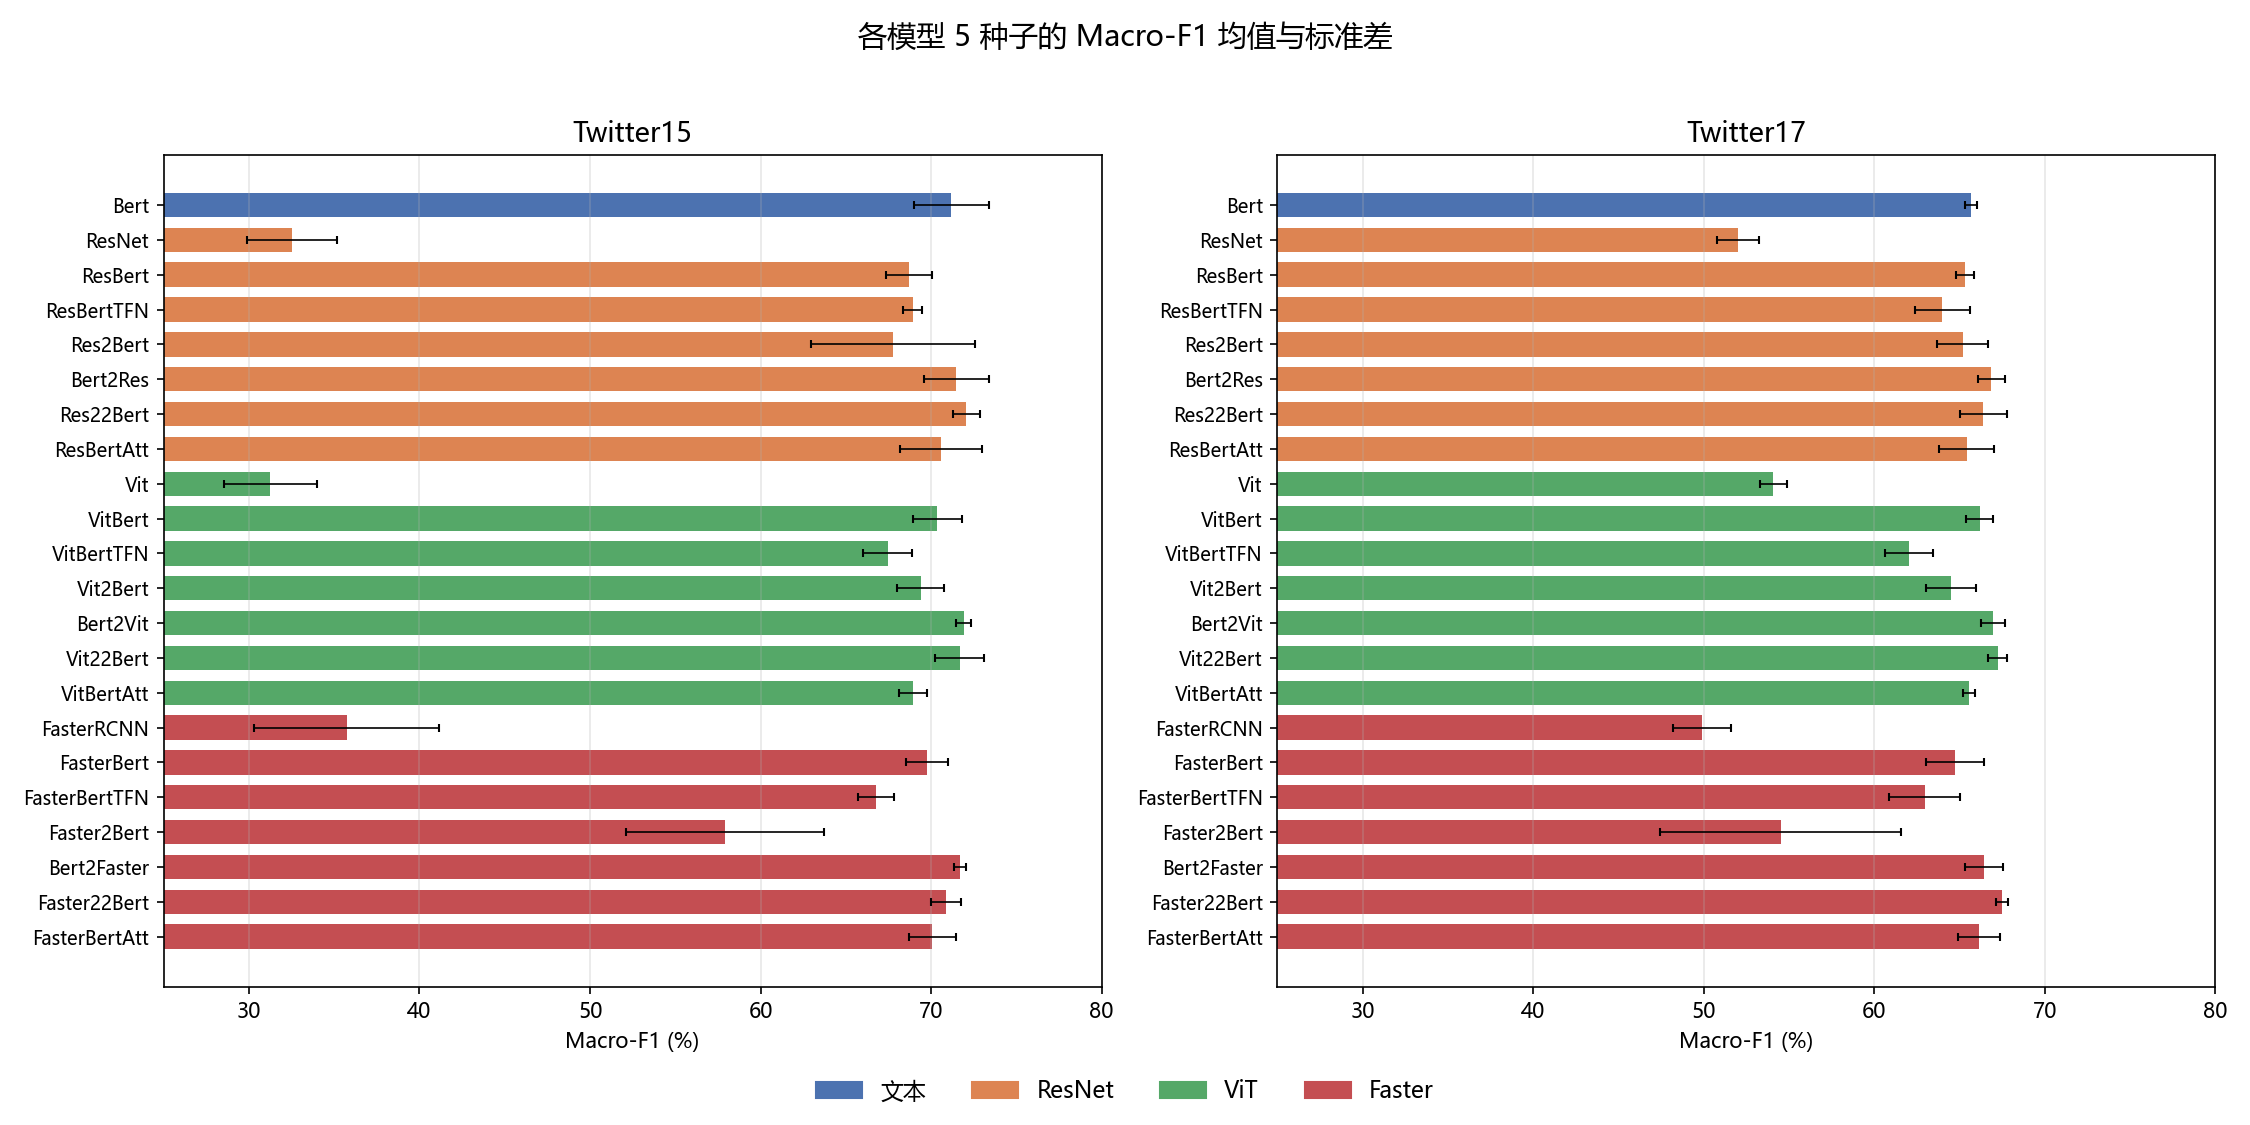 各模型 5 种子的 Macro-F1 均值与标准差
Twitter15
Bert
ResNet
ResBert
ResBertTFN
Res2Bert
Bert2Res
Res22Bert
ResBertAtt
Vit
VitBert
VitBertTFN
Vit2Bert
Bert2Vit
Vit22Bert
VitBertAtt
FasterRCNN
FasterBert
FasterBertTFN
Faster2Bert
Bert2Faster
Faster22Bert
FasterBertAtt
30 40 50 60 70 80
Macro-F1 (%)
Twitter17
Bert
ResNet
ResBert
ResBertTFN
Res2Bert
Bert2Res
Res22Bert
ResBertAtt
Vit
VitBert
VitBertTFN
Vit2Bert
Bert2Vit
Vit22Bert
VitBertAtt
FasterRCNN
FasterBert
FasterBertTFN
Faster2Bert
Bert2Faster
Faster22Bert
FasterBertAtt
30 40 50 60 70 80
Macro-F1 (%)
文本 ResNet ViT Faster